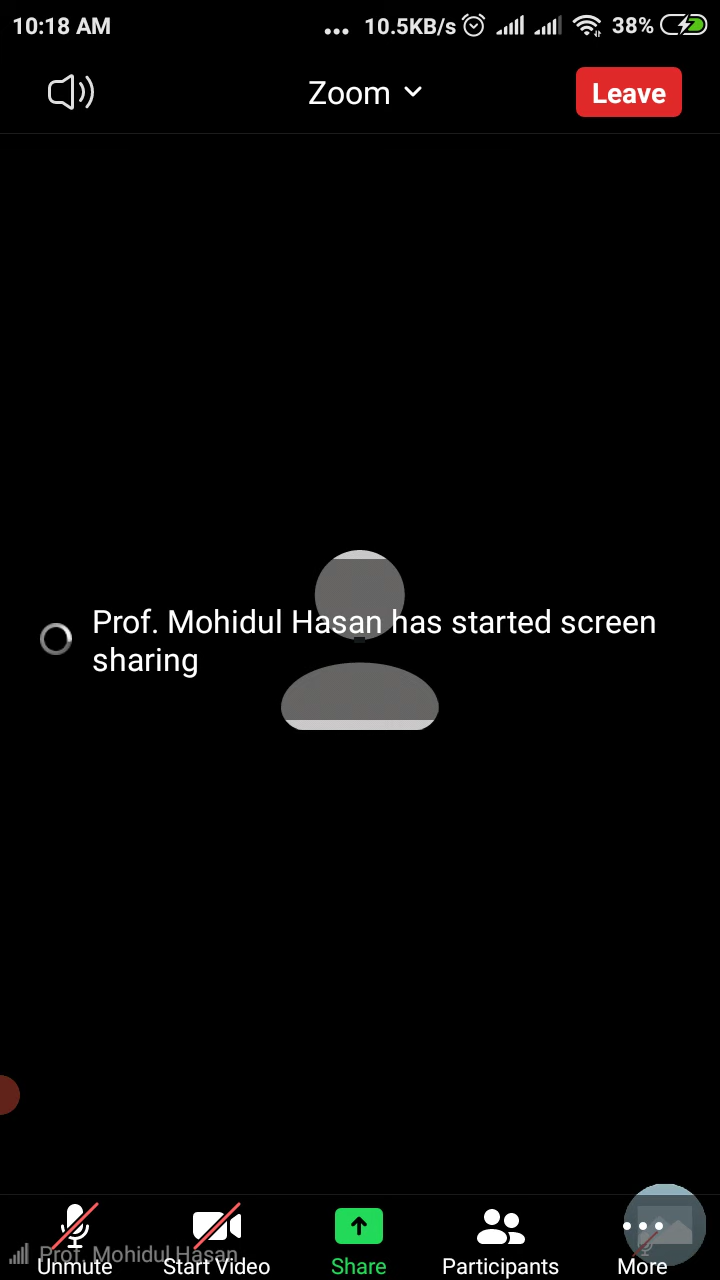 10:18 AM ... 10.5KB/s 38%
Zoom Leave
Prof. Mohidul Hasan has started screen
sharing
Prof. Mohidul Hasan
Unmute Start Video Share Participants More